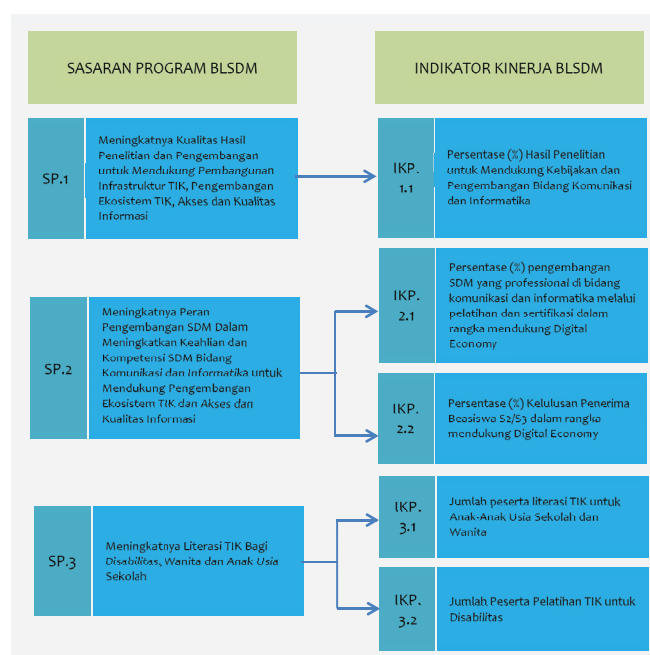 SASARAN PROGRAM BLSDM
INDIKATOR KINERJA BLSDM
SP.1
Meningkatnya Kualitas Hasil
Penelitian dan Pengembangan
untuk Mendukung Pembangunan
Infrastruktur TIK, Pengembangan
Ekosistem TIK, Akses dan Kualitas
Informasi
IKP.
1.1
Persentase (%) Hasil Penelitian
untuk Mendukung Kebijakan dan
Pengembangan Bidang Komunikasi
dan Informatika
SP.2
Meningkatnya Peran
Pengembangan SDM Dalam
Meningkatkan Keahlian dan
Kompetensi SDM Bidang
Komunikasi dan Informatika untuk
Mendukung Pengembangan
Ekosistem TIK dan Akses dan
Kualitas Informasi
IKP.
2.1
Persentase (%) pengembangan
SDM yang professional di bidang
komunikasi dan informatika melalui
pelatihan dan sertifikasi dalam
rangka mendukung Digital
Economy
IKP.
2.2
Persentase (%) Kelulusan Penerima
Beasiswa S2/S3 dalam rangka
mendukung Digital Economy
SP.3
Meningkatnya Literasi TIK Bagi
Disabilitas, Wanita dan Anak Usia
Sekolah
IKP.
3.1
Jumlah peserta literasi TIK untuk
Anak-Anak Usia Sekolah dan
Wanita
IKP.
3.2
Jumlah Peserta Pelatihan TIK untuk
Disabilitas